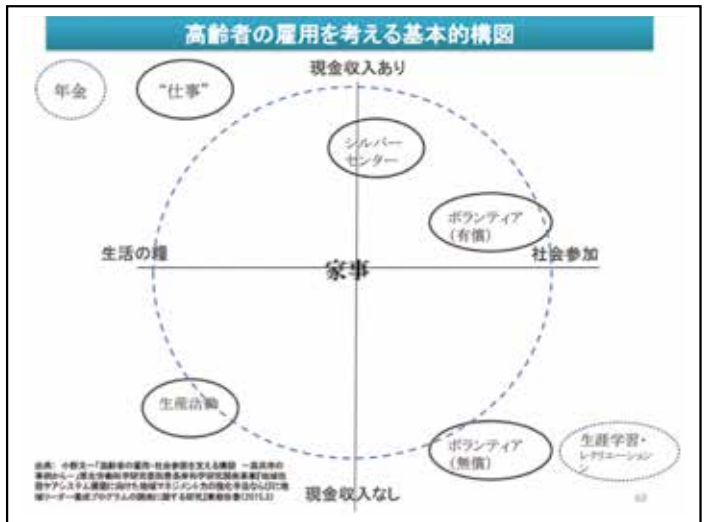 高齢者の雇用を考える基本的構図
現金収入あり
年金
“仕事”
シルバー
センター
ボランティア
(有償)
生活の糧
家事
社会参加
生産活動
ボランティア
(無償)
生涯学習・
レクリエーション
ン
現金収入なし